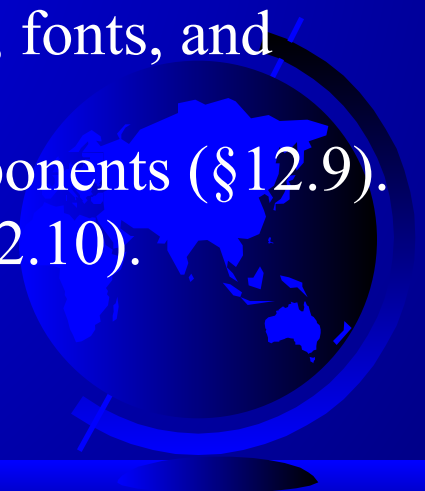 , fonts, and
ponents (§12.9).
2.10).